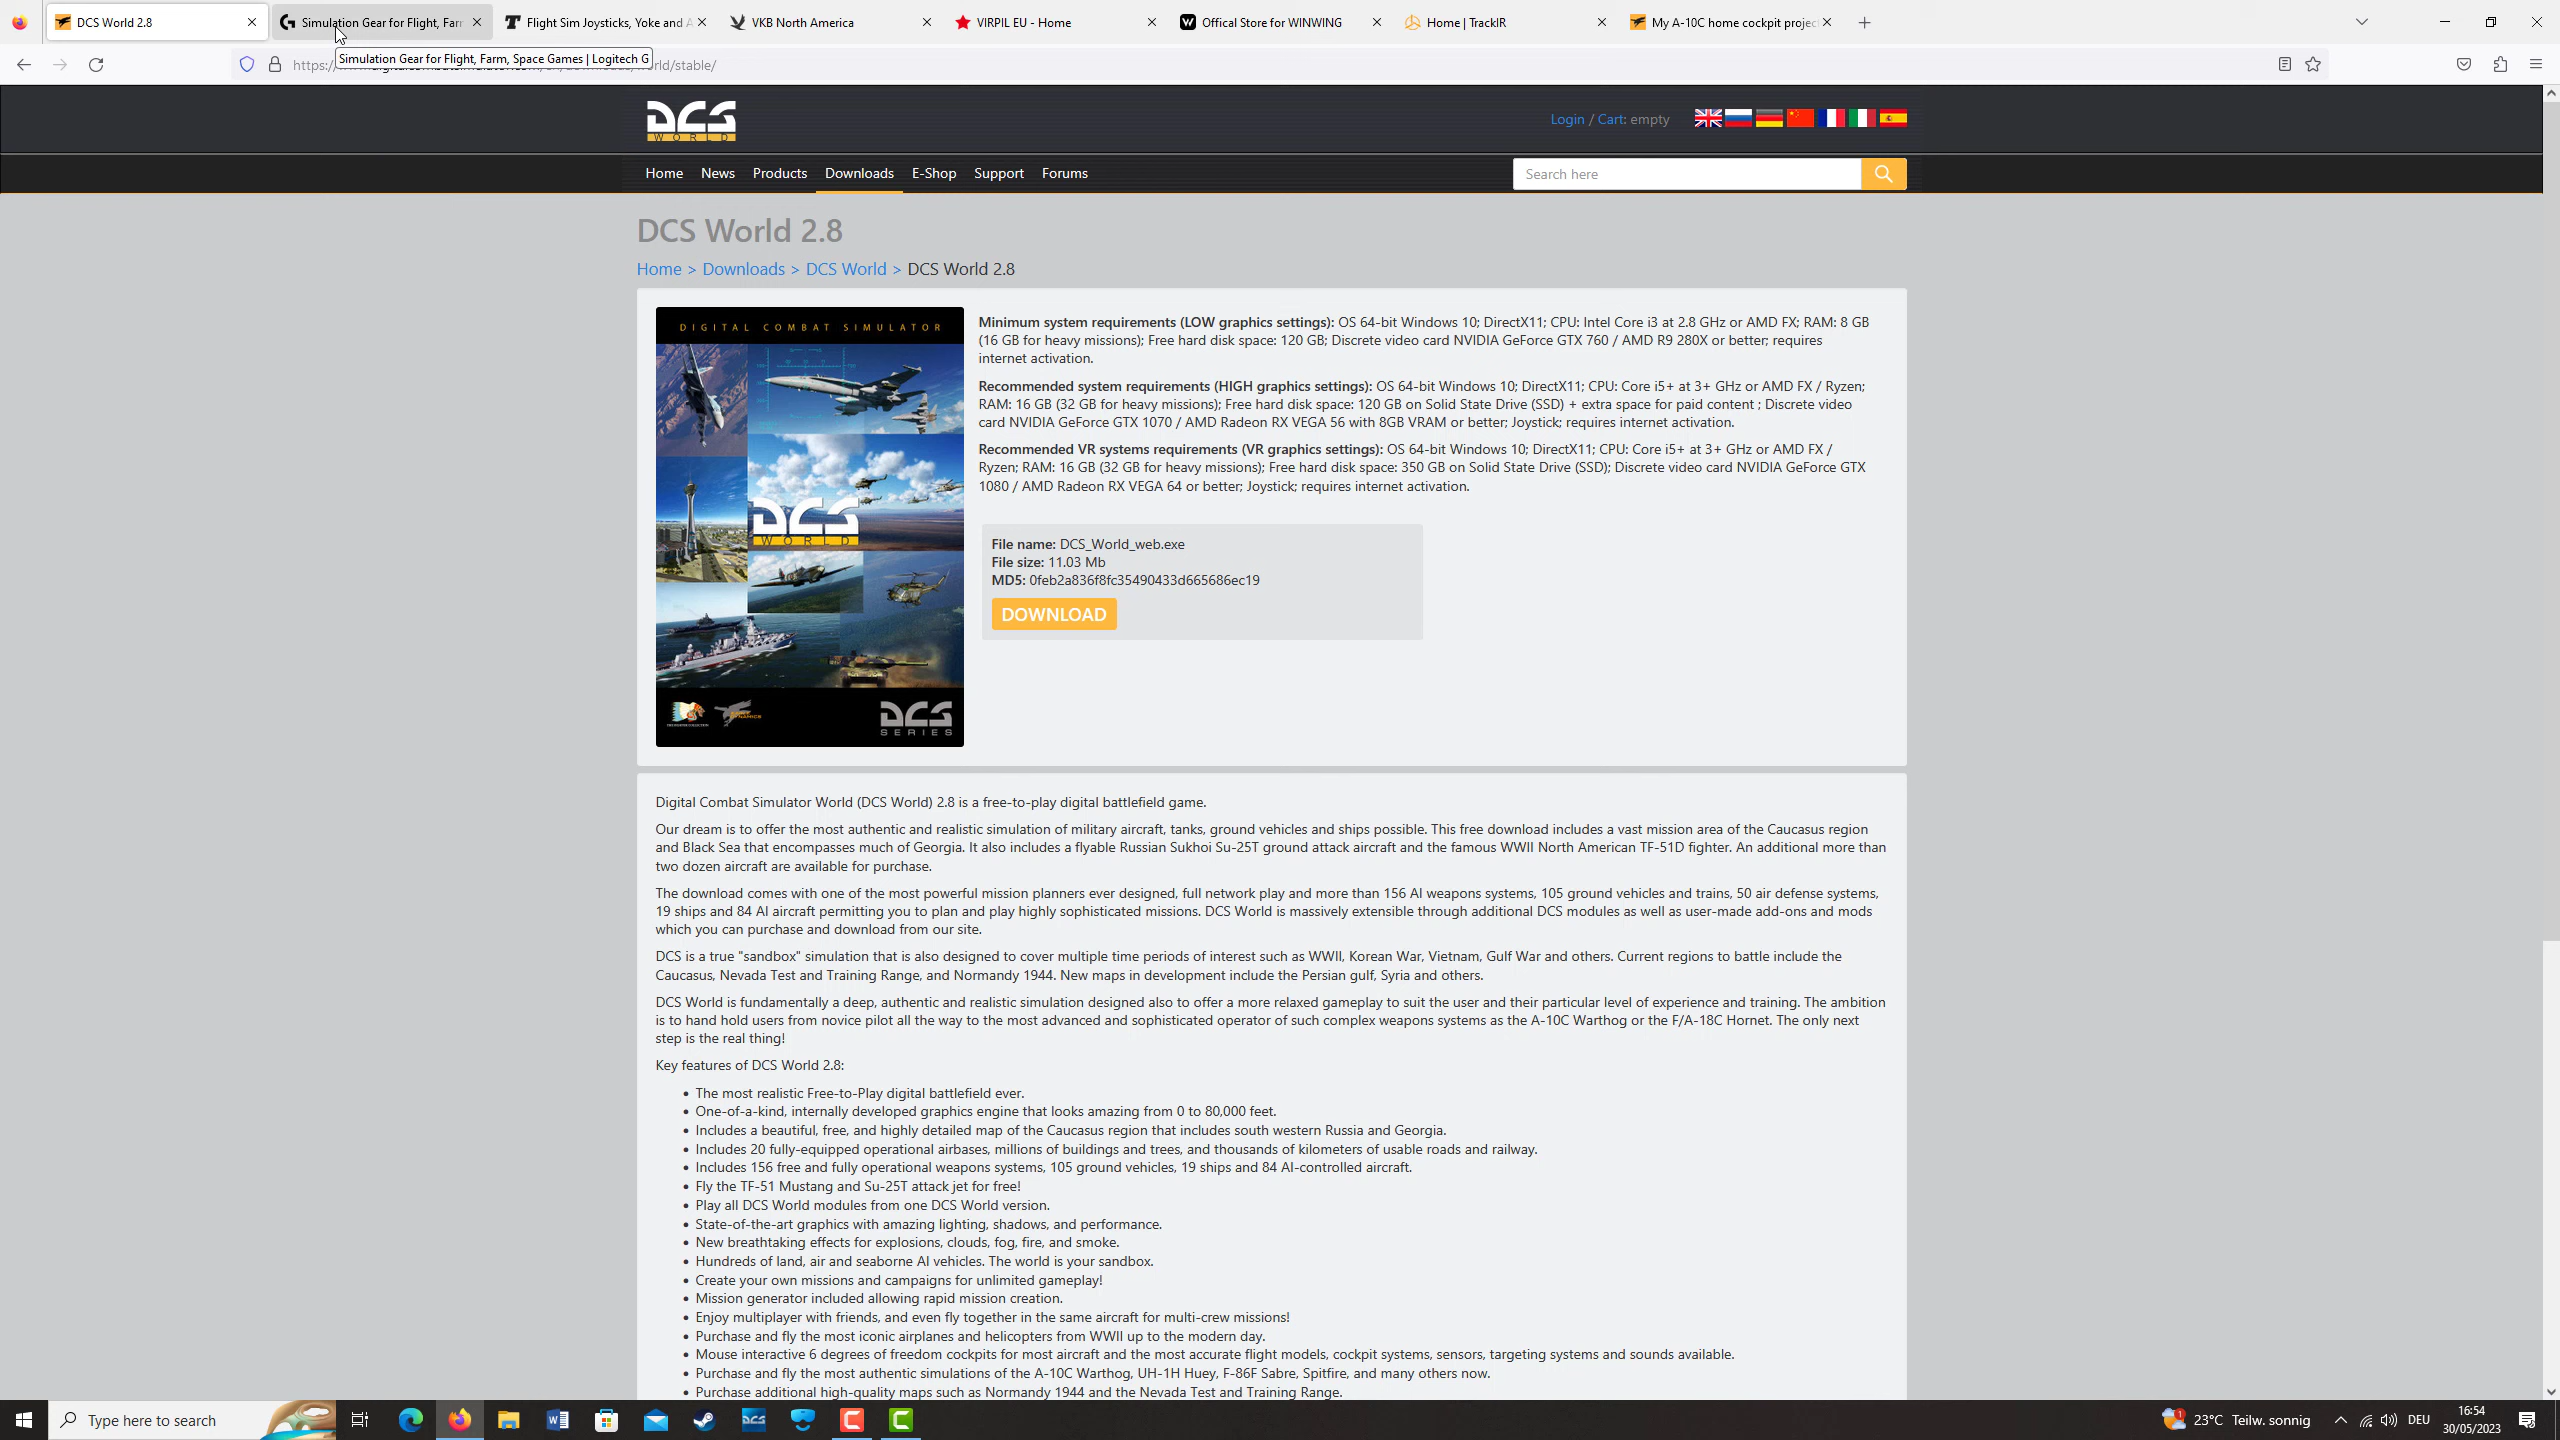 DCS World 2.8
Simulation Gear for Flight, Farm
Flight Sim Joysticks, Yoke and A
VKB North America
VIRPIL EU - Home
Offical Store for WINWING
Home | TrackIR
My A-10C home cockpit projec
Simulation Gear for Flight, Farm, Space Games | Logitech G
https:/
rld/stable/
DCS
WORLD
Login / Cart: empty
Home News Products Downloads E-Shop Support Forums
Search here
DCS World 2.8
Home > Downloads > DCS World > DCS World 2.8
DIGITAL COMBAT SIMULATOR
DCS
WORLD
DCS
SERIES
Minimum system requirements (LOW graphics settings): OS 64-bit Windows 10; DirectX11; CPU: Intel Core i3 at 2.8 GHz or AMD FX; RAM: 8 GB
(16 GB for heavy missions); Free hard disk space: 120 GB; Discrete video card NVIDIA GeForce GTX 760 / AMD R9 280X or better; requires
internet activation.
Recommended system requirements (HIGH graphics settings): OS 64-bit Windows 10; DirectX11; CPU: Core i5+ at 3+ GHz or AMD FX / Ryzen;
RAM: 16 GB (32 GB for heavy missions); Free hard disk space: 120 GB on Solid State Drive (SSD) + extra space for paid content ; Discrete video
card NVIDIA GeForce GTX 1070 / AMD Radeon RX VEGA 56 with 8GB VRAM or better; Joystick; requires internet activation.
Recommended VR systems requirements (VR graphics settings): OS 64-bit Windows 10; DirectX11; CPU: Core i5+ at 3+ GHz or AMD FX /
Ryzen; RAM: 16 GB (32 GB for heavy missions); Free hard disk space: 350 GB on Solid State Drive (SSD); Discrete video card NVIDIA GeForce GTX
1080 / AMD Radeon RX VEGA 64 or better; Joystick; requires internet activation.
File name: DCS_World_web.exe
File size: 11.03 Mb
MD5: 0feb2a836f8fc35490433d665686ec19
DOWNLOAD
Digital Combat Simulator World (DCS World) 2.8 is a free-to-play digital battlefield game.
Our dream is to offer the most authentic and realistic simulation of military aircraft, tanks, ground vehicles and ships possible. This free download includes a vast mission area of the Caucasus region
and Black Sea that encompasses much of Georgia. It also includes a flyable Russian Sukhoi Su-25T ground attack aircraft and the famous WWII North American TF-51D fighter. An additional more than
two dozen aircraft are available for purchase.
The download comes with one of the most powerful mission planners ever designed, full network play and more than 156 AI weapons systems, 105 ground vehicles and trains, 50 air defense systems,
19 ships and 84 AI aircraft permitting you to plan and play highly sophisticated missions. DCS World is massively extensible through additional DCS modules as well as user-made add-ons and mods
which you can purchase and download from our site.
DCS is a true "sandbox" simulation that is also designed to cover multiple time periods of interest such as WWII, Korean War, Vietnam, Gulf War and others. Current regions to battle include the
Caucasus, Nevada Test and Training Range, and Normandy 1944. New maps in development include the Persian gulf, Syria and others.
DCS World is fundamentally a deep, authentic and realistic simulation designed also to offer a more relaxed gameplay to suit the user and their particular level of experience and training. The ambition
is to hand hold users from novice pilot all the way to the most advanced and sophisticated operator of such complex weapons systems as the A-10C Warthog or the F/A-18C Hornet. The only next
step is the real thing!
Key features of DCS World 2.8:
• The most realistic Free-to-Play digital battlefield ever.
• One-of-a-kind, internally developed graphics engine that looks amazing from 0 to 80,000 feet.
• Includes a beautiful, free, and highly detailed map of the Caucasus region that includes south western Russia and Georgia.
• Includes 20 fully-equipped operational airbases, millions of buildings and trees, and thousands of kilometers of usable roads and railway.
• Includes 156 free and fully operational weapons systems, 105 ground vehicles, 19 ships and 84 AI-controlled aircraft.
• Fly the TF-51 Mustang and Su-25T attack jet for free!
• Play all DCS World modules from one DCS World version.
• State-of-the-art graphics with amazing lighting, shadows, and performance.
• New breathtaking effects for explosions, clouds, fog, fire, and smoke.
• Hundreds of land, air and seaborne AI vehicles. The world is your sandbox.
• Create your own missions and campaigns for unlimited gameplay!
• Mission generator included allowing rapid mission creation.
• Enjoy multiplayer with friends, and even fly together in the same aircraft for multi-crew missions!
• Purchase and fly the most iconic airplanes and helicopters from WWII up to the modern day.
• Mouse interactive 6 degrees of freedom cockpits for most aircraft and the most accurate flight models, cockpit systems, sensors, targeting systems and sounds available.
• Purchase and fly the most authentic simulations of the A-10C Warthog, UH-1H Huey, F-86F Sabre, Spitfire, and many others now.
• Purchase additional high-quality maps such as Normandy 1944 and the Nevada Test and Training Range.
Type here to search
23°C Teilw. sonnig
DEU
16:54
30/05/2023